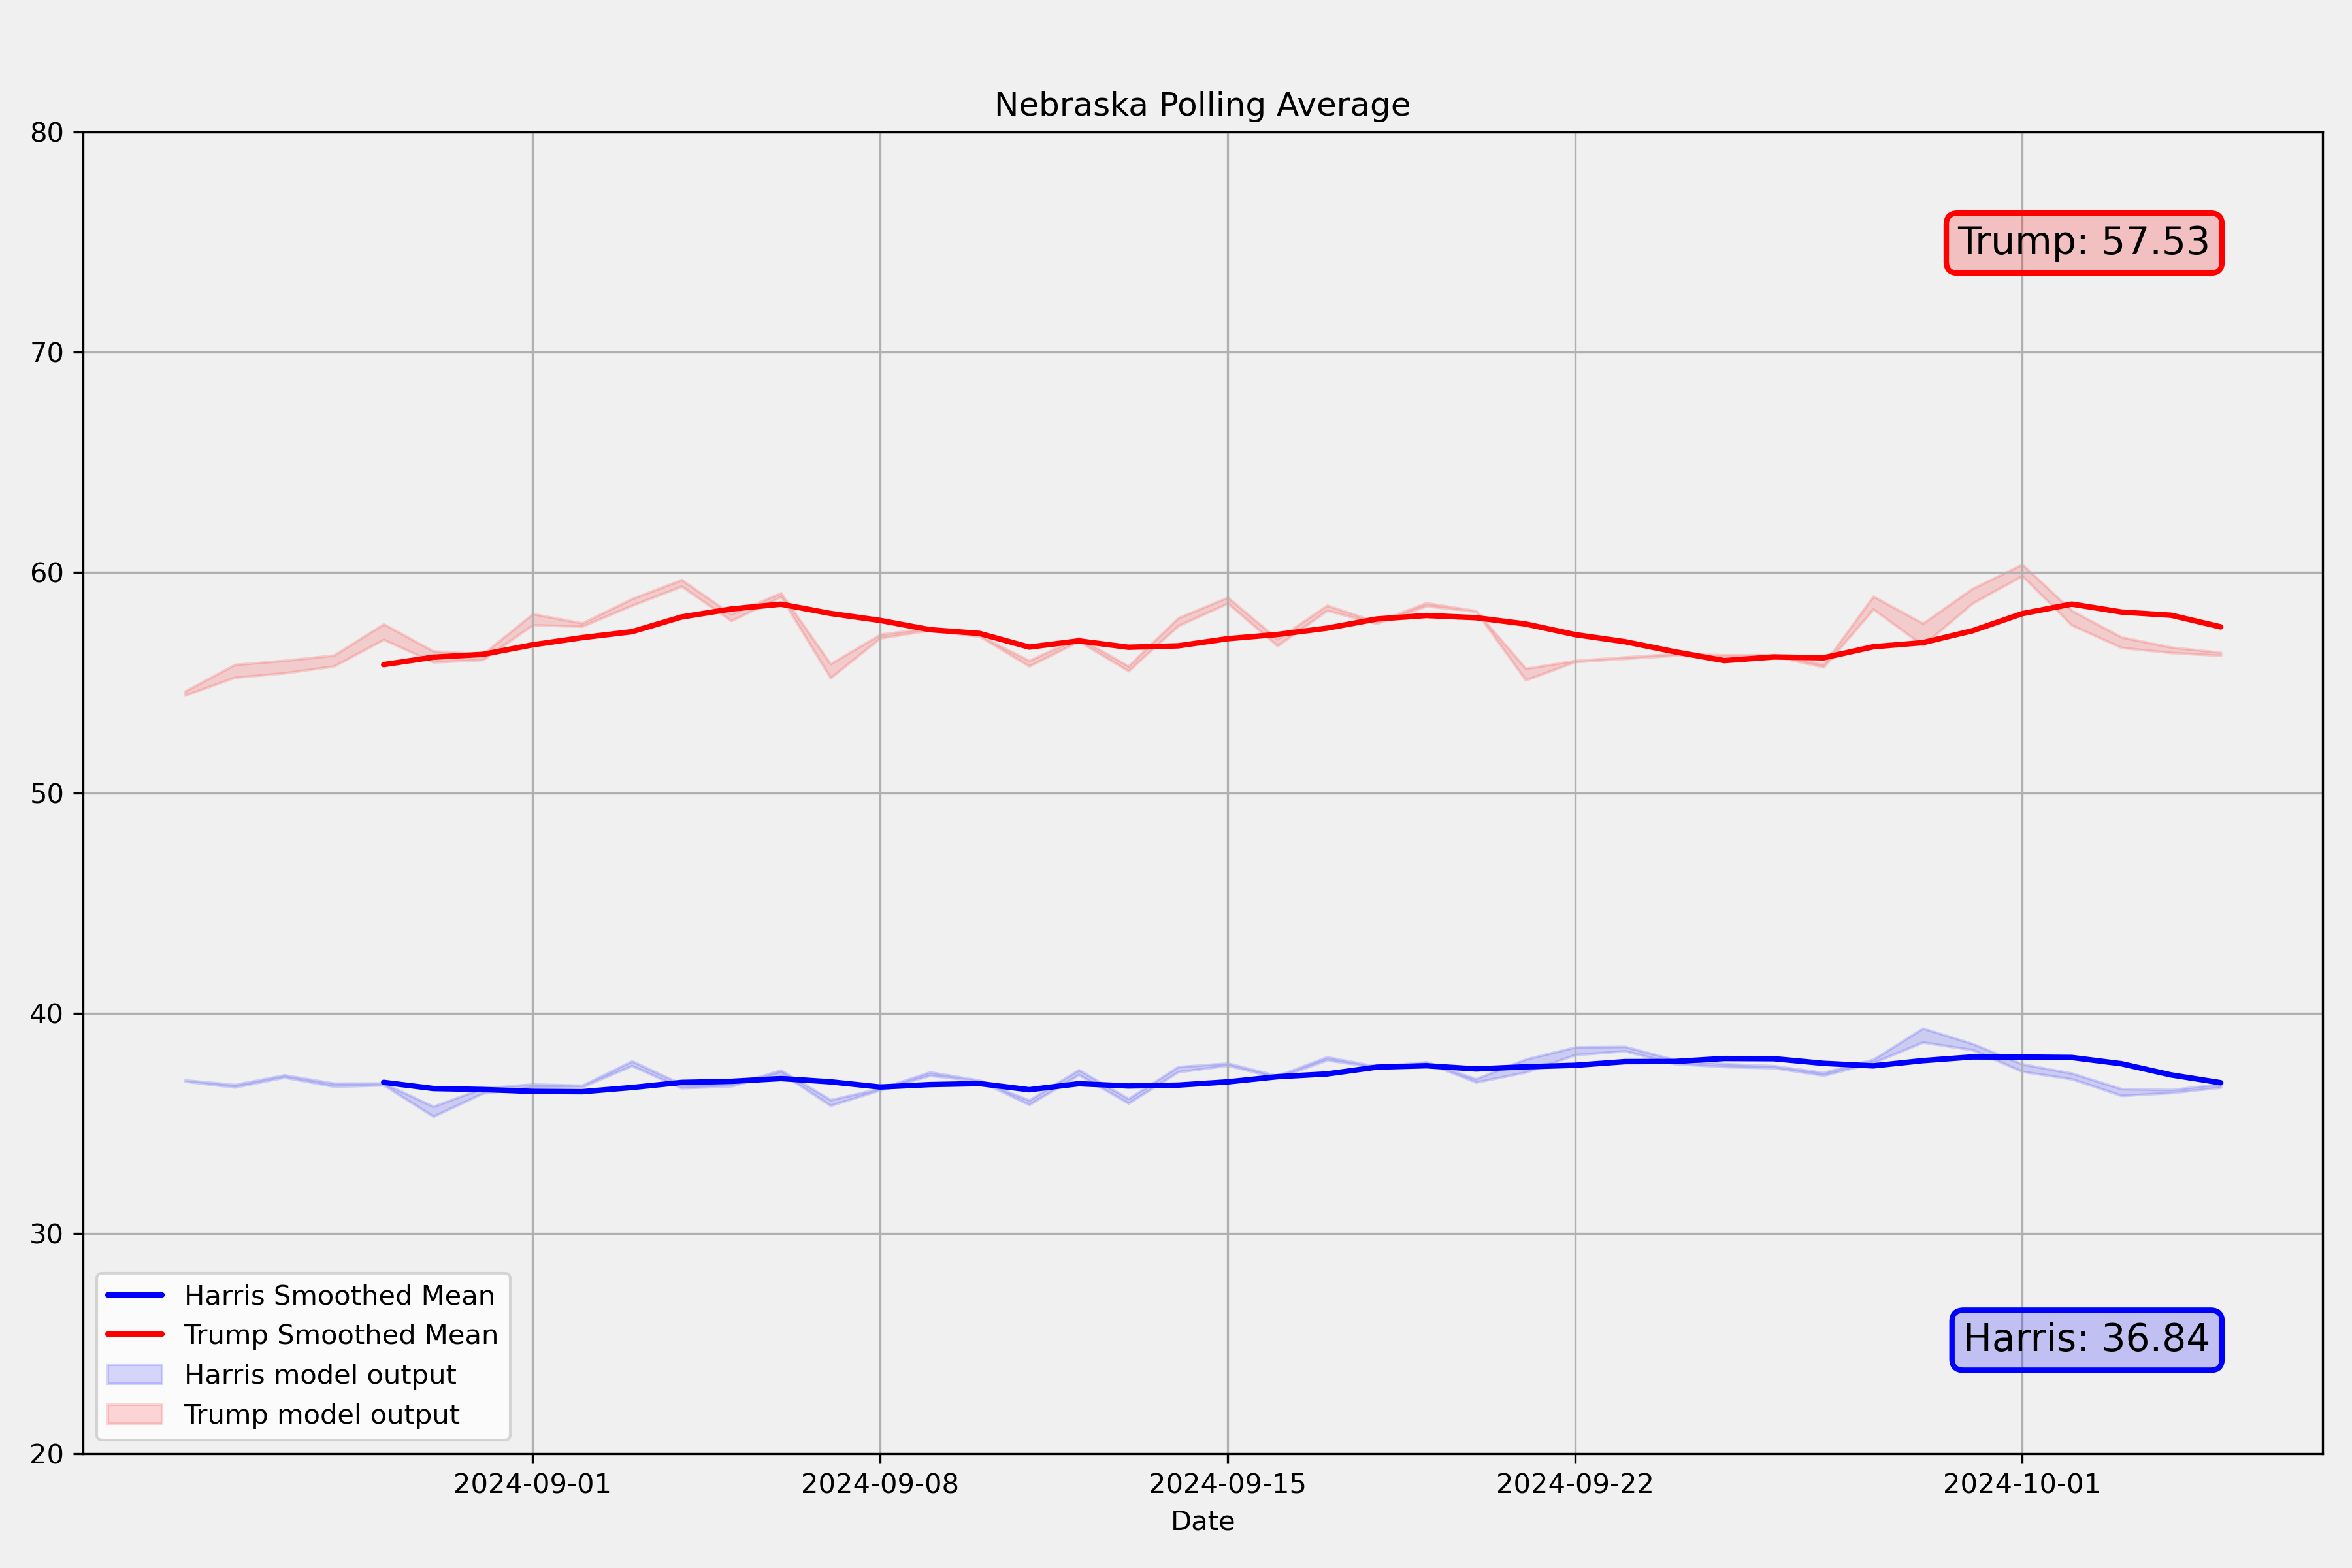 Nebraska Polling Average
80
70
60
50
40
30
20
Trump: 57.53
Harris: 36.84
Harris Smoothed Mean
Trump Smoothed Mean
Harris model output
Trump model output
2024-09-01
2024-09-08
2024-09-15
2024-09-22
2024-10-01
Date